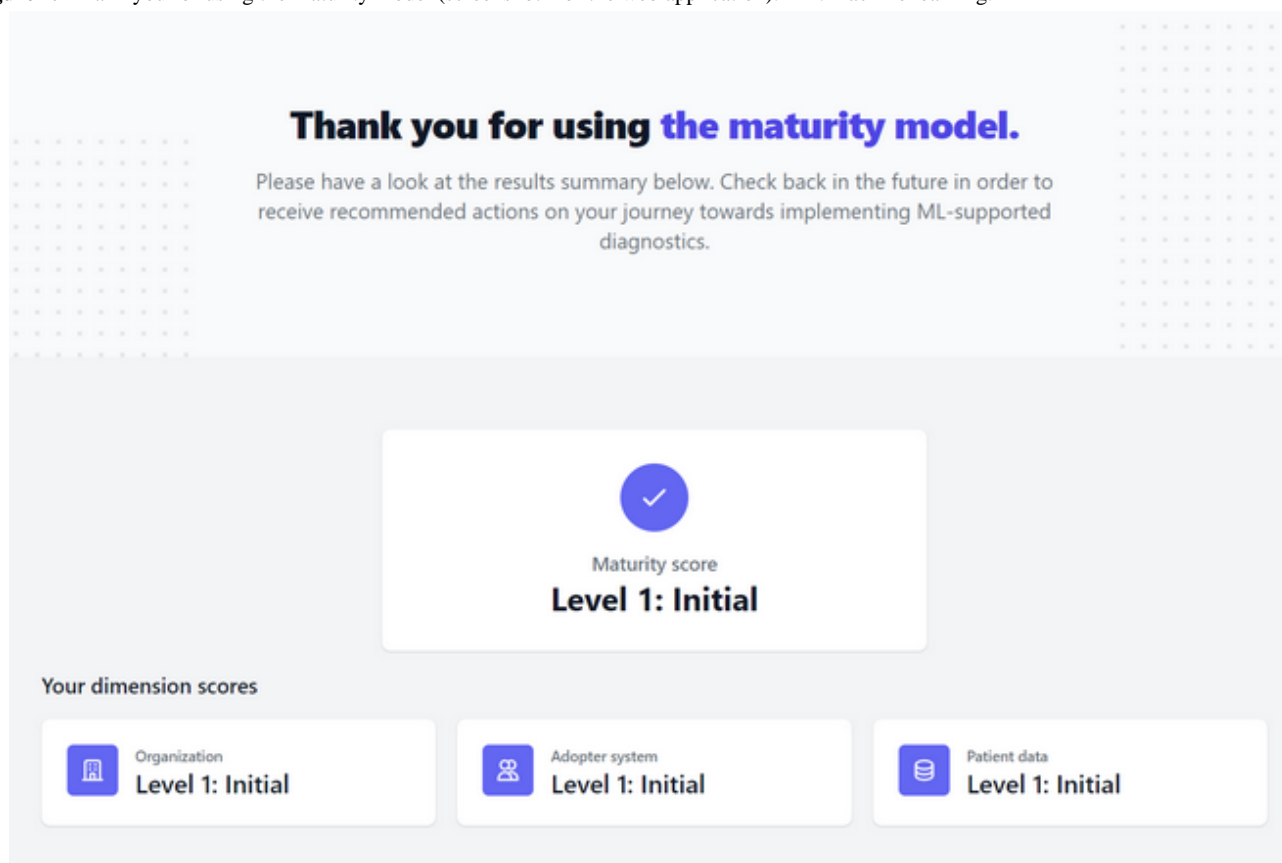 Thank you for using the maturity model.
Please have a look at the results summary below. Check back in the future in order to
receive recommended actions on your journey towards implementing ML-supported
diagnostics.
Maturity score
Level 1: Initial
Your dimension scores
Organization
Level 1: Initial
Adopter system
Level 1: Initial
Patient data
Level 1: Initial